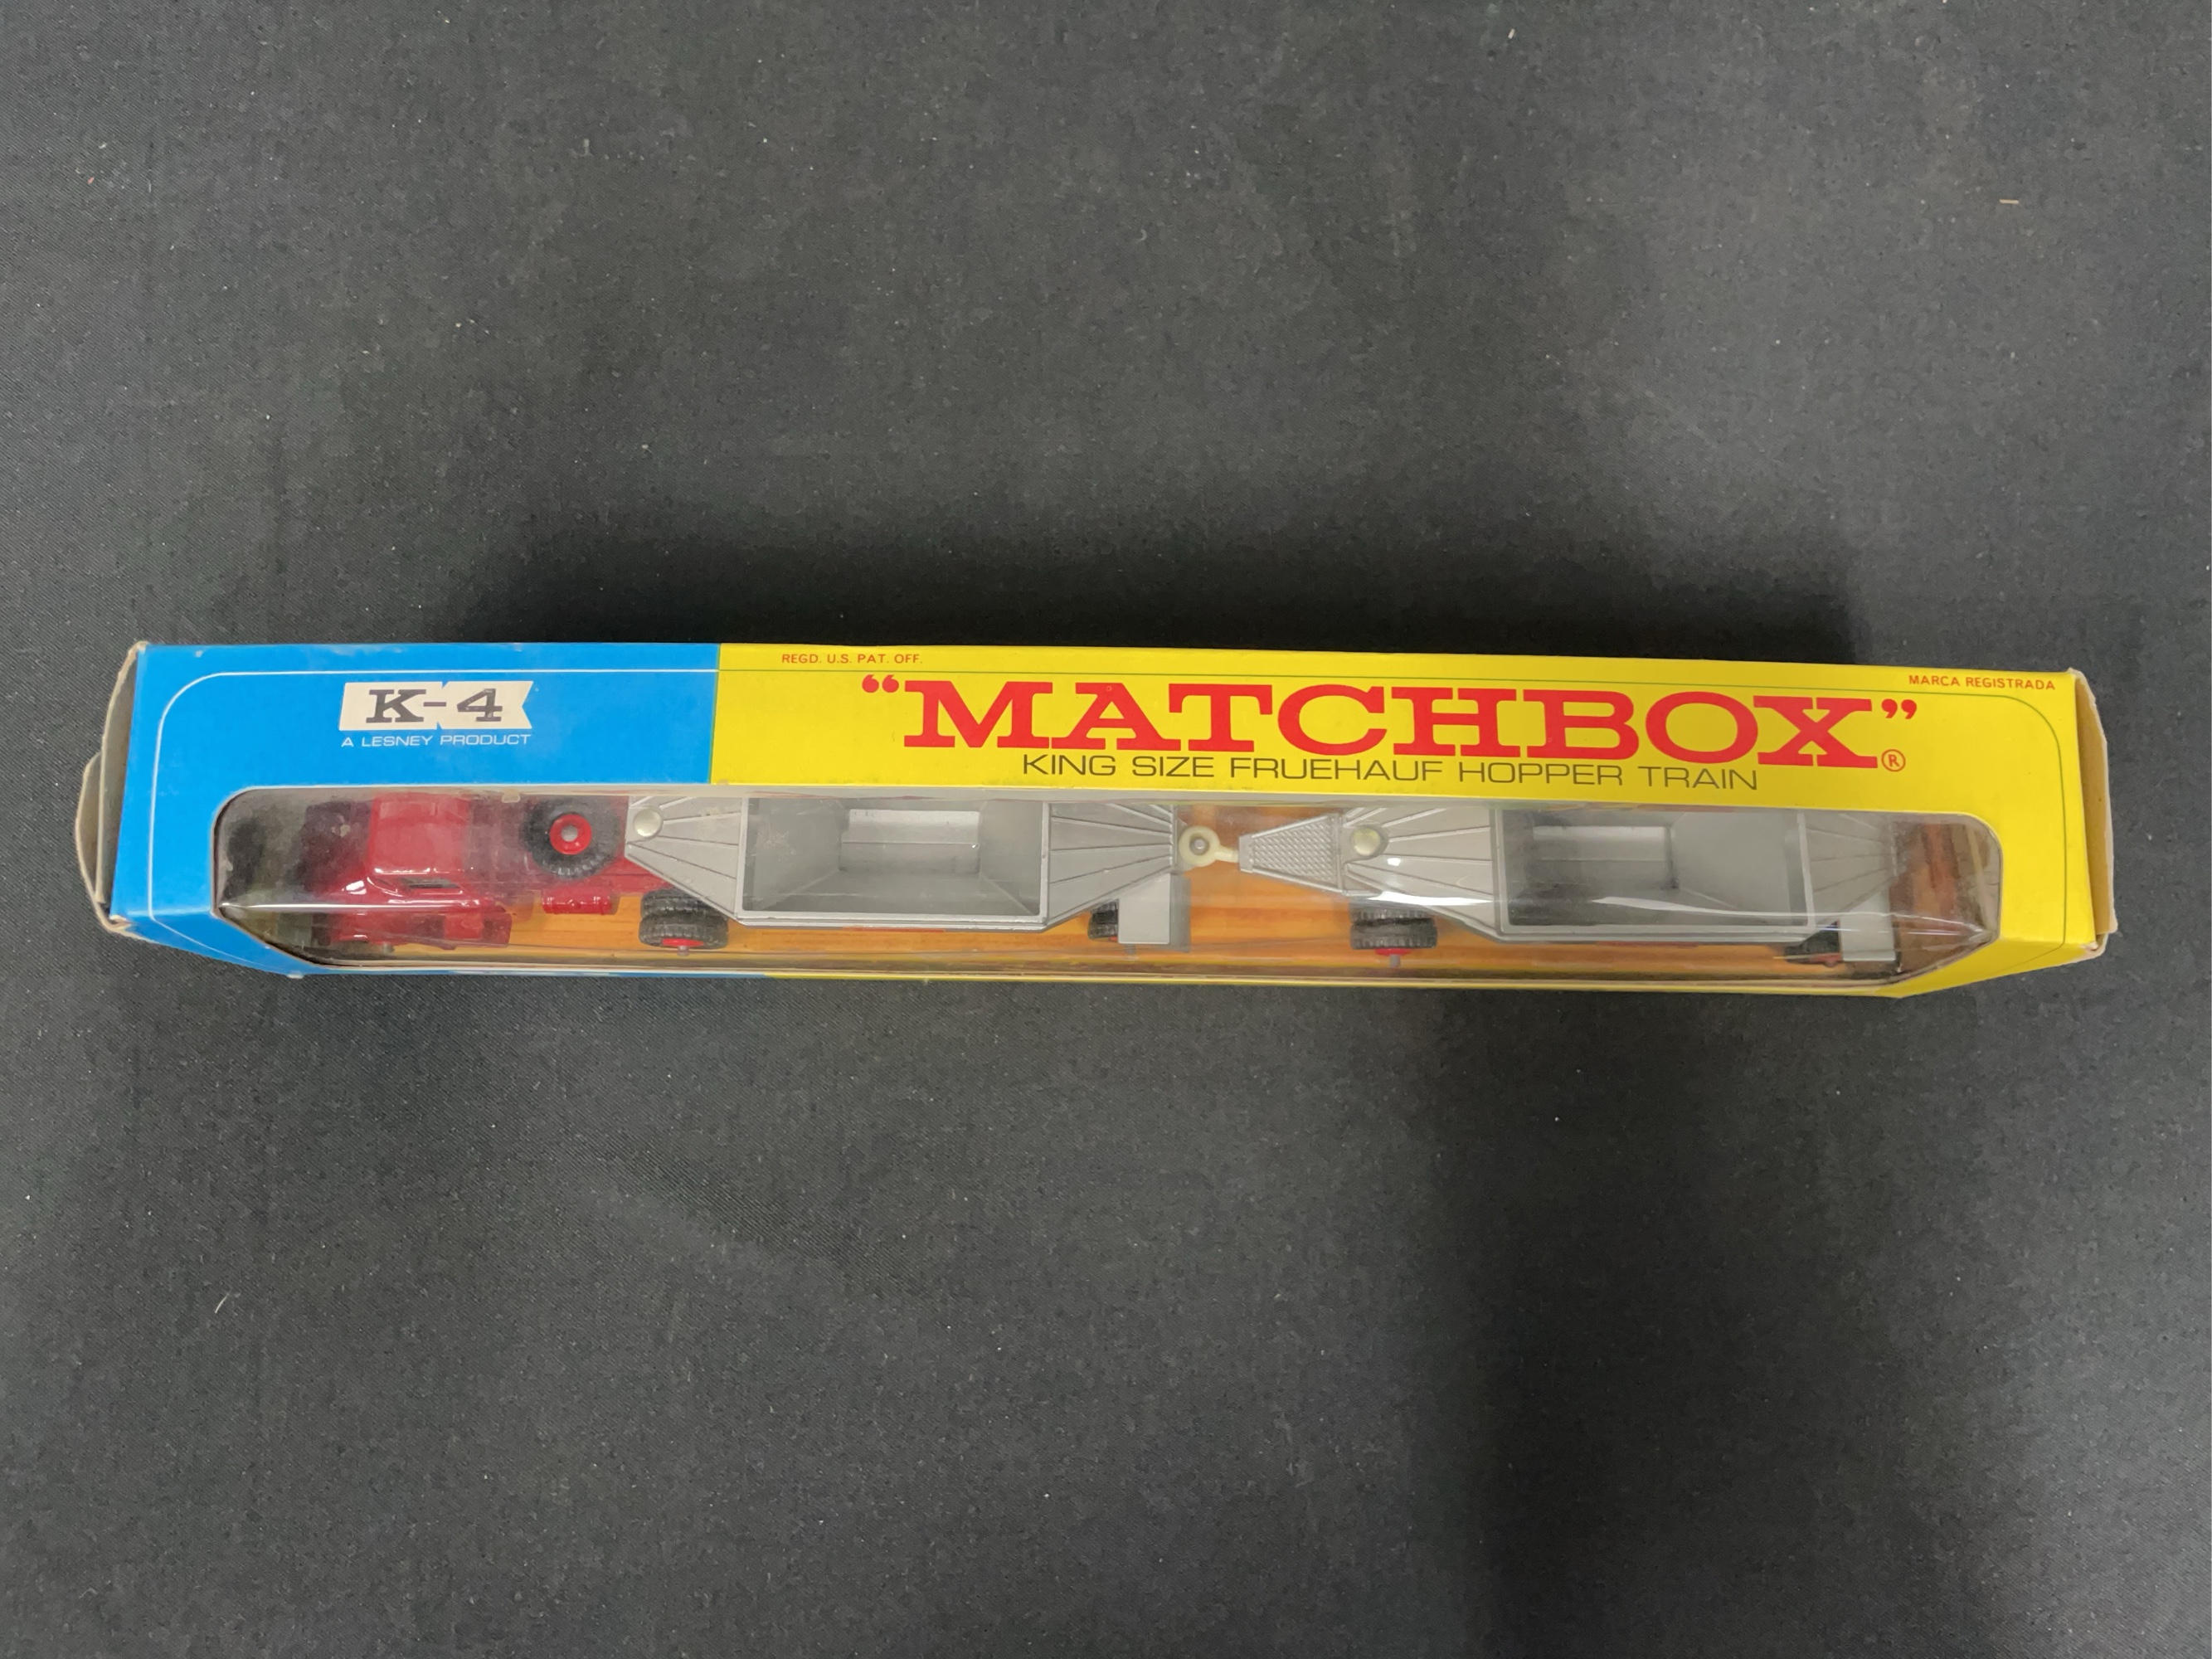 K-4
A LESNEY PRODUCT
REGD. U.S. PAT. OFF.
MARCA REGISTRADA
“MATCHBOX”®
KING SIZE FRUEHAUF HOPPER TRAIN